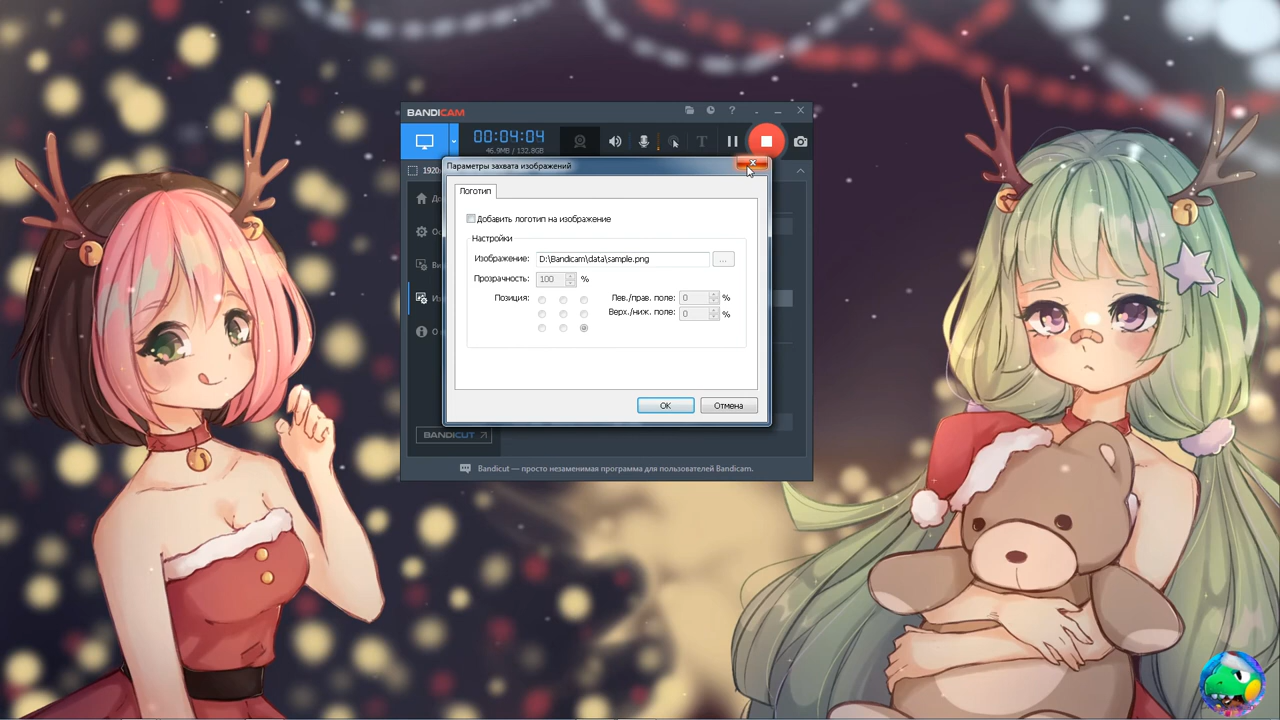 BANDICAM
00:04:04
46.9MB / 132.8GB
1920
Параметры захвата изображений
Логотип
Добавить логотип на изображение
Настройки
Изображение: D:\Bandicam\data\sample.png ...
Прозрачность: 100 %
Позиция:
Лев./прав. поле: 0 %
Верх./ниж. поле: 0 %
OK Отмена
BANDICUT
Bandicut — просто незаменимая программа для пользователей Bandicam.